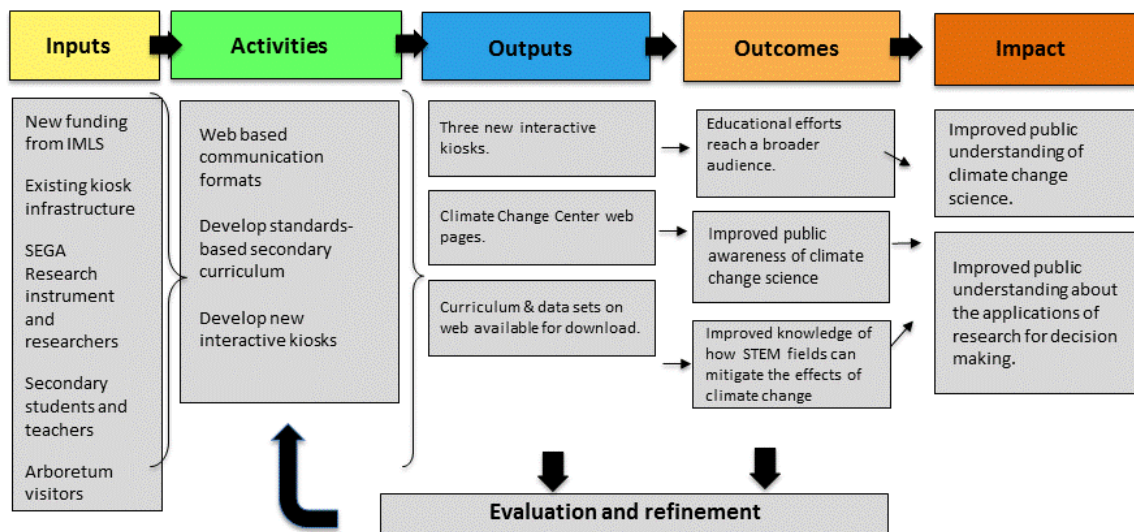 Inputs
Activities
Outputs
Outcomes
Impact
New funding
from IMLS
Existing kiosk
infrastructure
SEGA
Research
instrument
and
researchers
Secondary
students and
teachers
Arboretum
visitors
Web based
communication
formats
Develop standards-
based secondary
curriculum
Develop new
interactive kiosks
Three new interactive
kiosks.
Climate Change Center web
pages.
Curriculum & data sets on
web available for download.
Educational efforts
reach a broader
audience.
Improved public
awareness of climate
change science
Improved knowledge of
how STEM fields can
mitigate the effects of
climate change
Improved public
understanding of
climate change
science.
Improved public
understanding about
the applications of
research for decision
making.
Evaluation and refinement